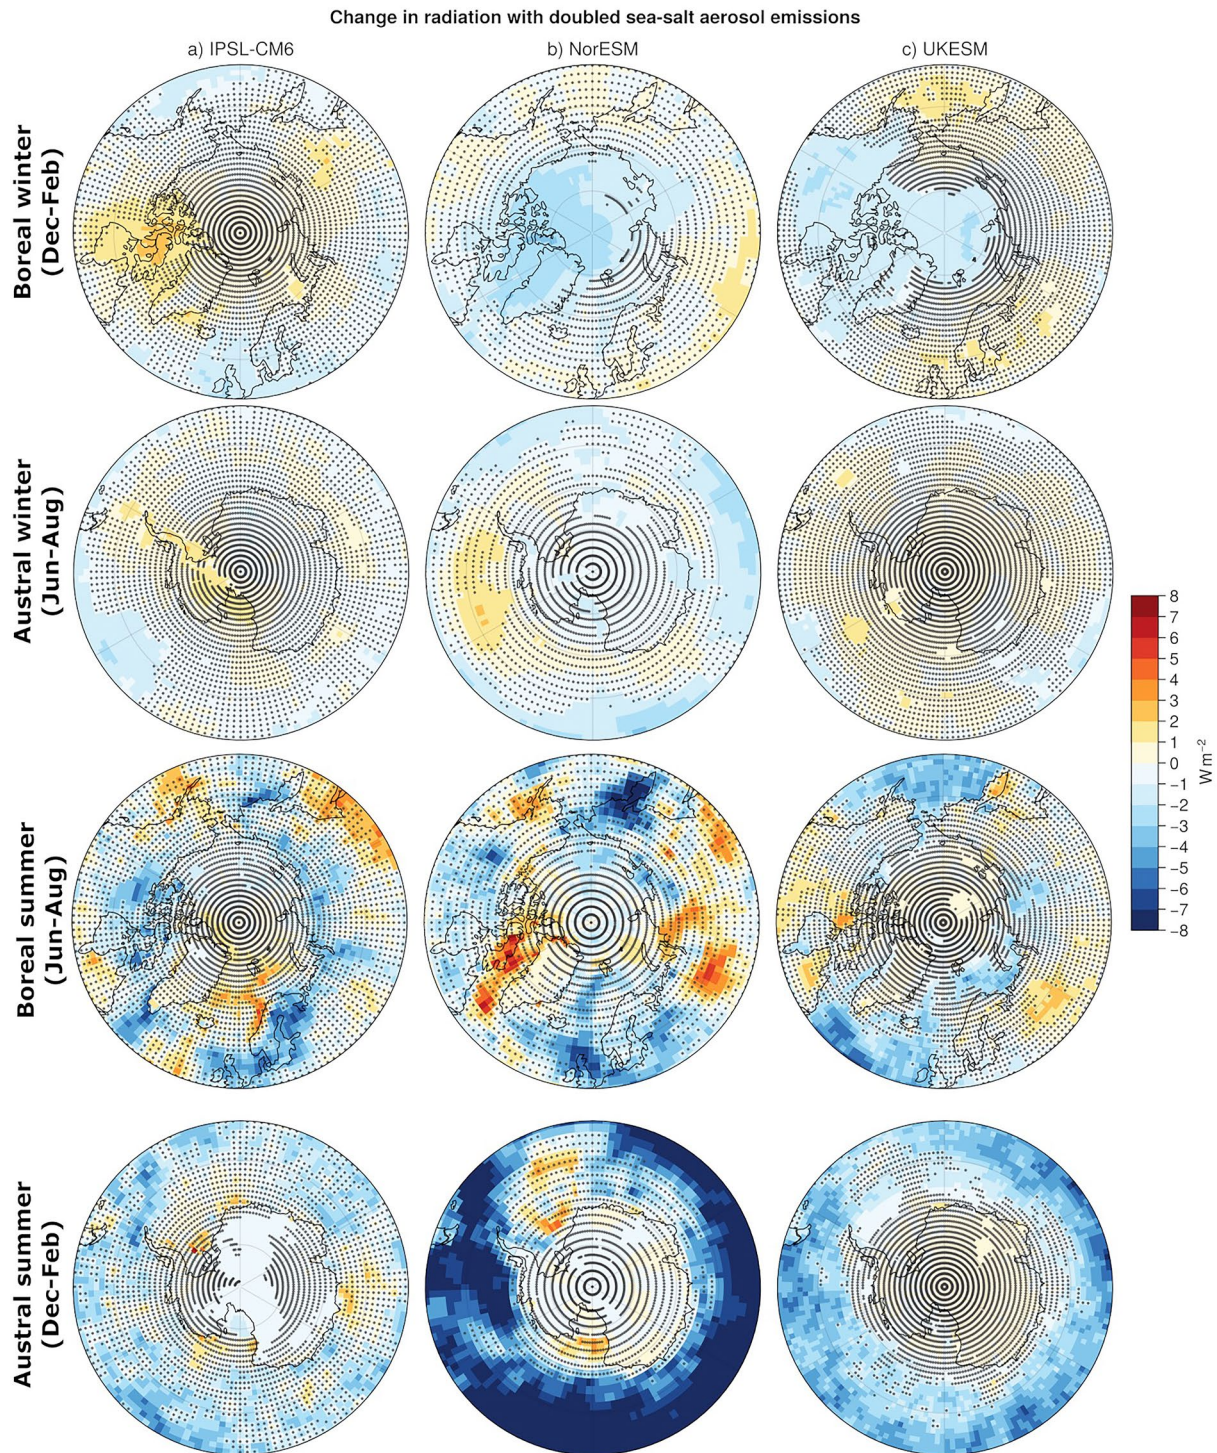 Change in radiation with doubled sea-salt aerosol emissions
a) IPSL-CM6
b) NorESM
c) UKESM
Boreal winter
(Dec-Feb)
Austral winter
(Jun-Aug)
Boreal summer
(Jun-Aug)
Austral summer
(Dec-Feb)
8
7
6
5
4
3
2
1
0
−1
−2
−3
−4
−5
−6
−7
−8
W m⁻²